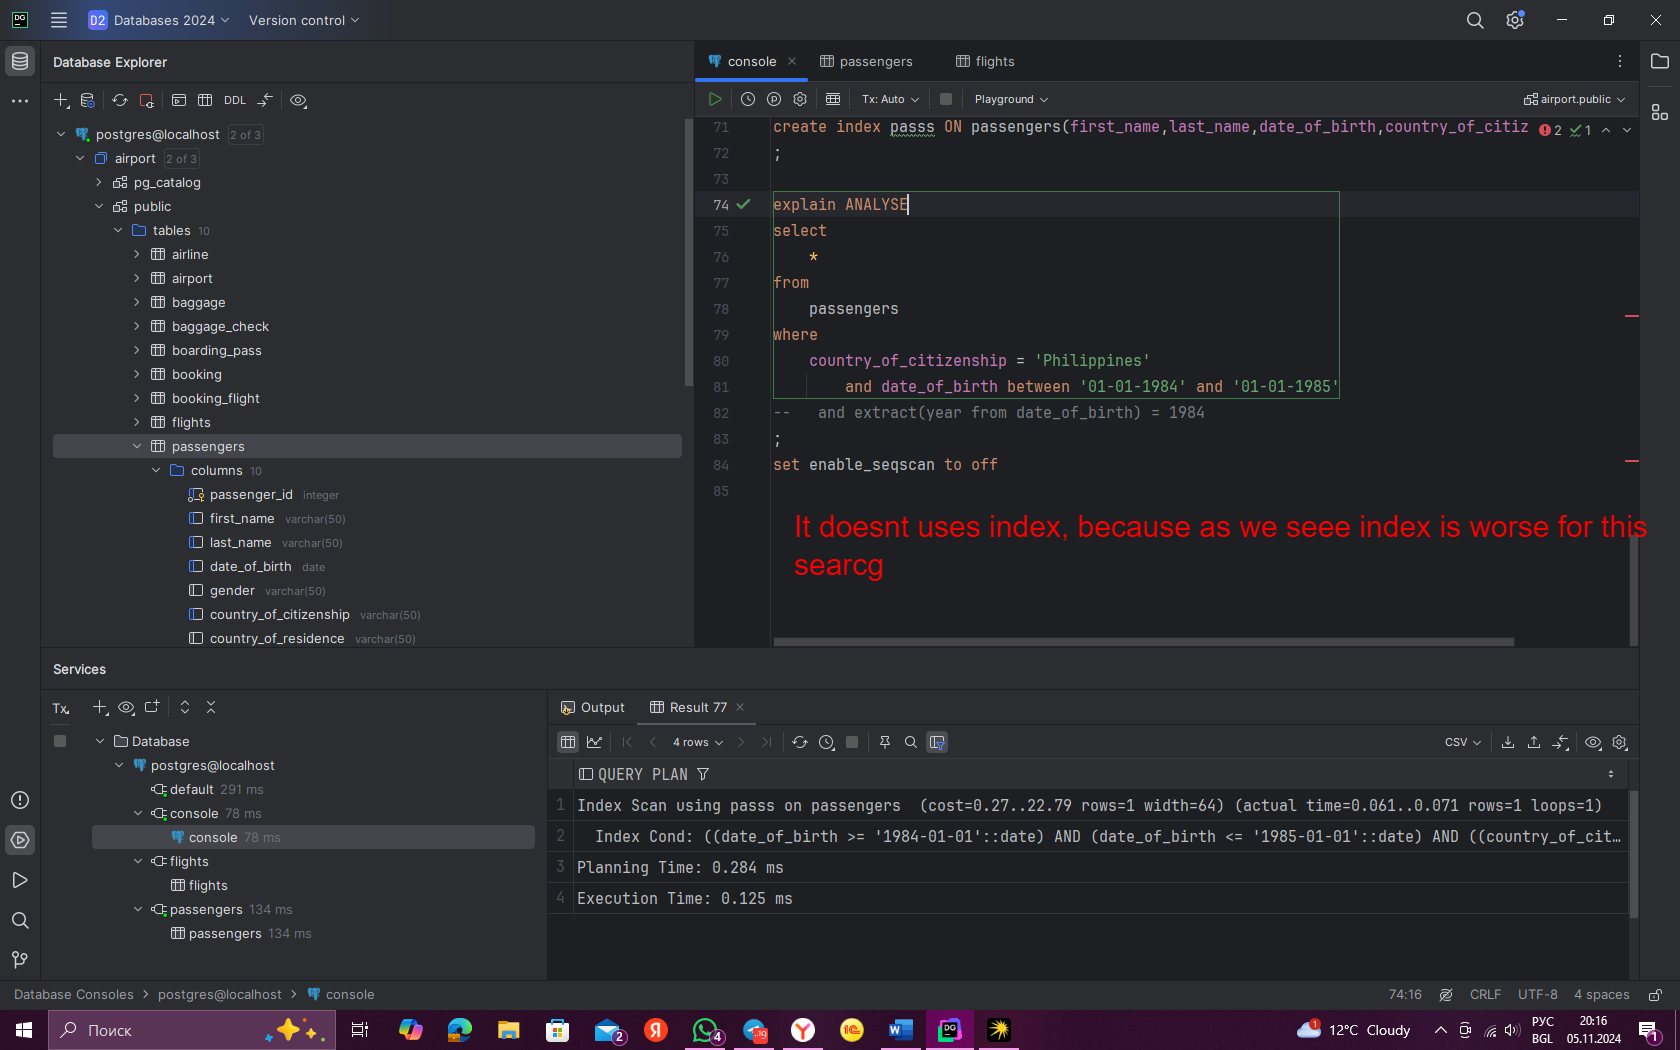 DG
D2 Databases 2024
Version control
Database Explorer
console
passengers
flights
DDL
Tx: Auto
Playground
airport.public
postgres@localhost 2 of 3
airport 2 of 3
pg_catalog
public
tables 10
airline
airport
baggage
baggage_check
boarding_pass
booking
booking_flight
flights
passengers
columns 10
passenger_id integer
first_name varchar(50)
last_name varchar(50)
date_of_birth date
gender varchar(50)
country_of_citizenship varchar(50)
country_of_residence varchar(50)
71 create index passs ON passengers(first_name,last_name,date_of_birth,country_of_citiz
2 1
72 ;
73
74 explain ANALYSE
75 select
76 *
77 from
78 passengers
79 where
80 country_of_citizenship = 'Philippines'
81 and date_of_birth between '01-01-1984' and '01-01-1985'
82 -- and extract(year from date_of_birth) = 1984
83 ;
84 set enable_seqscan to off
85
It doesnt uses index, because as we seee index is worse for this
searcg
Services
Tx
Database
postgres@localhost
default 291 ms
console 78 ms
console 78 ms
flights
flights
passengers 134 ms
passengers 134 ms
Output
Result 77
4 rows
CSV
QUERY PLAN
1 Index Scan using passs on passengers (cost=0.27..22.79 rows=1 width=64) (actual time=0.061..0.071 rows=1 loops=1)
2 Index Cond: ((date_of_birth >= '1984-01-01'::date) AND (date_of_birth <= '1985-01-01'::date) AND ((country_of_cit…
3 Planning Time: 0.284 ms
4 Execution Time: 0.125 ms
Database Consoles > postgres@localhost > console
74:16 CRLF UTF-8 4 spaces
Поиск
2
Я
4
Y
W
DG
1
12°C Cloudy
РУС
BGL
20:16
05.11.2024
1